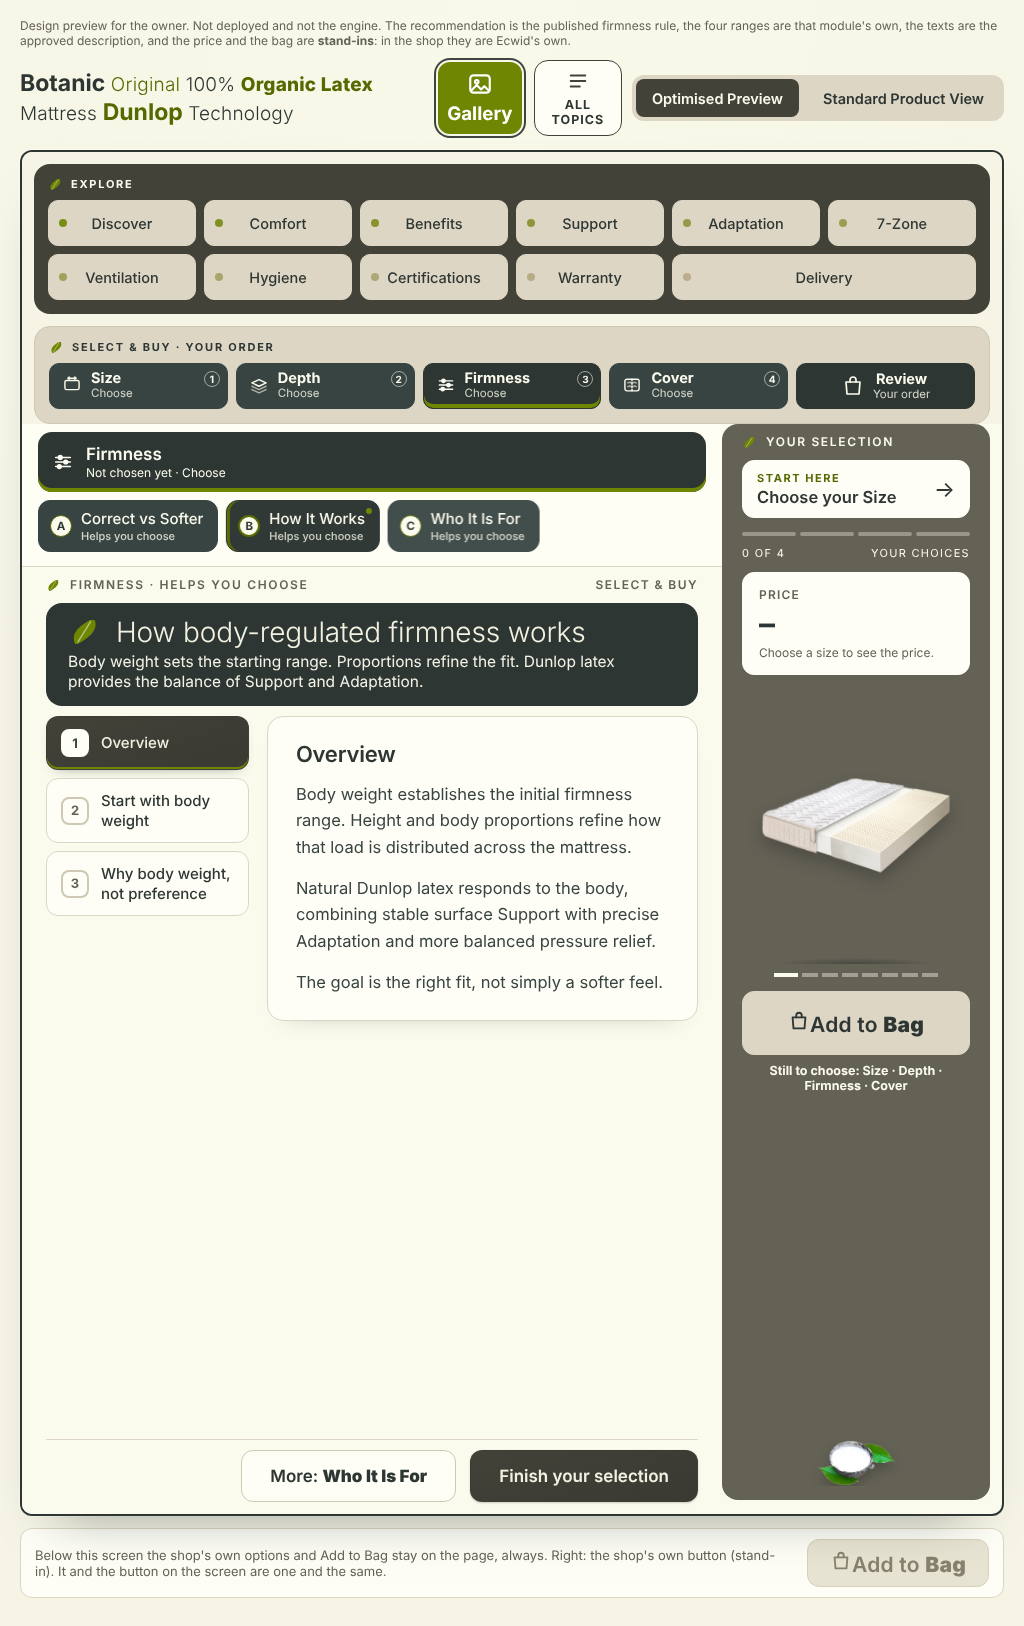 Design preview for the owner. Not deployed and not the engine. The recommendation is the published firmness rule, the four ranges are that module's own, the texts are the
approved description, and the price and the bag are stand-ins: in the shop they are Ecwid's own.
Botanic Original 100% Organic Latex
Mattress Dunlop Technology
Gallery
ALL
TOPICS
Optimised Preview
Standard Product View
EXPLORE
Discover
Comfort
Benefits
Support
Adaptation
7-Zone
Ventilation
Hygiene
Certifications
Warranty
Delivery
SELECT & BUY · YOUR ORDER
Size
Choose
1
Depth
Choose
2
Firmness
Choose
3
Cover
Choose
4
Review
Your order
Firmness
Not chosen yet · Choose
A
Correct vs Softer
Helps you choose
B
How It Works
Helps you choose
C
Who It Is For
Helps you choose
FIRMNESS · HELPS YOU CHOOSE
SELECT & BUY
How body-regulated firmness works
Body weight sets the starting range. Proportions refine the fit. Dunlop latex
provides the balance of Support and Adaptation.
1
Overview
2
Start with body
weight
3
Why body weight,
not preference
Overview
Body weight establishes the initial firmness
range. Height and body proportions refine how
that load is distributed across the mattress.
Natural Dunlop latex responds to the body,
combining stable surface Support with precise
Adaptation and more balanced pressure relief.
The goal is the right fit, not simply a softer feel.
More: Who It Is For
Finish your selection
YOUR SELECTION
START HERE
Choose your Size
0 OF 4
YOUR CHOICES
PRICE
–
Choose a size to see the price.
Add to Bag
Still to choose: Size · Depth ·
Firmness · Cover
Below this screen the shop's own options and Add to Bag stay on the page, always. Right: the shop's own button (stand-
in). It and the button on the screen are one and the same.
Add to Bag